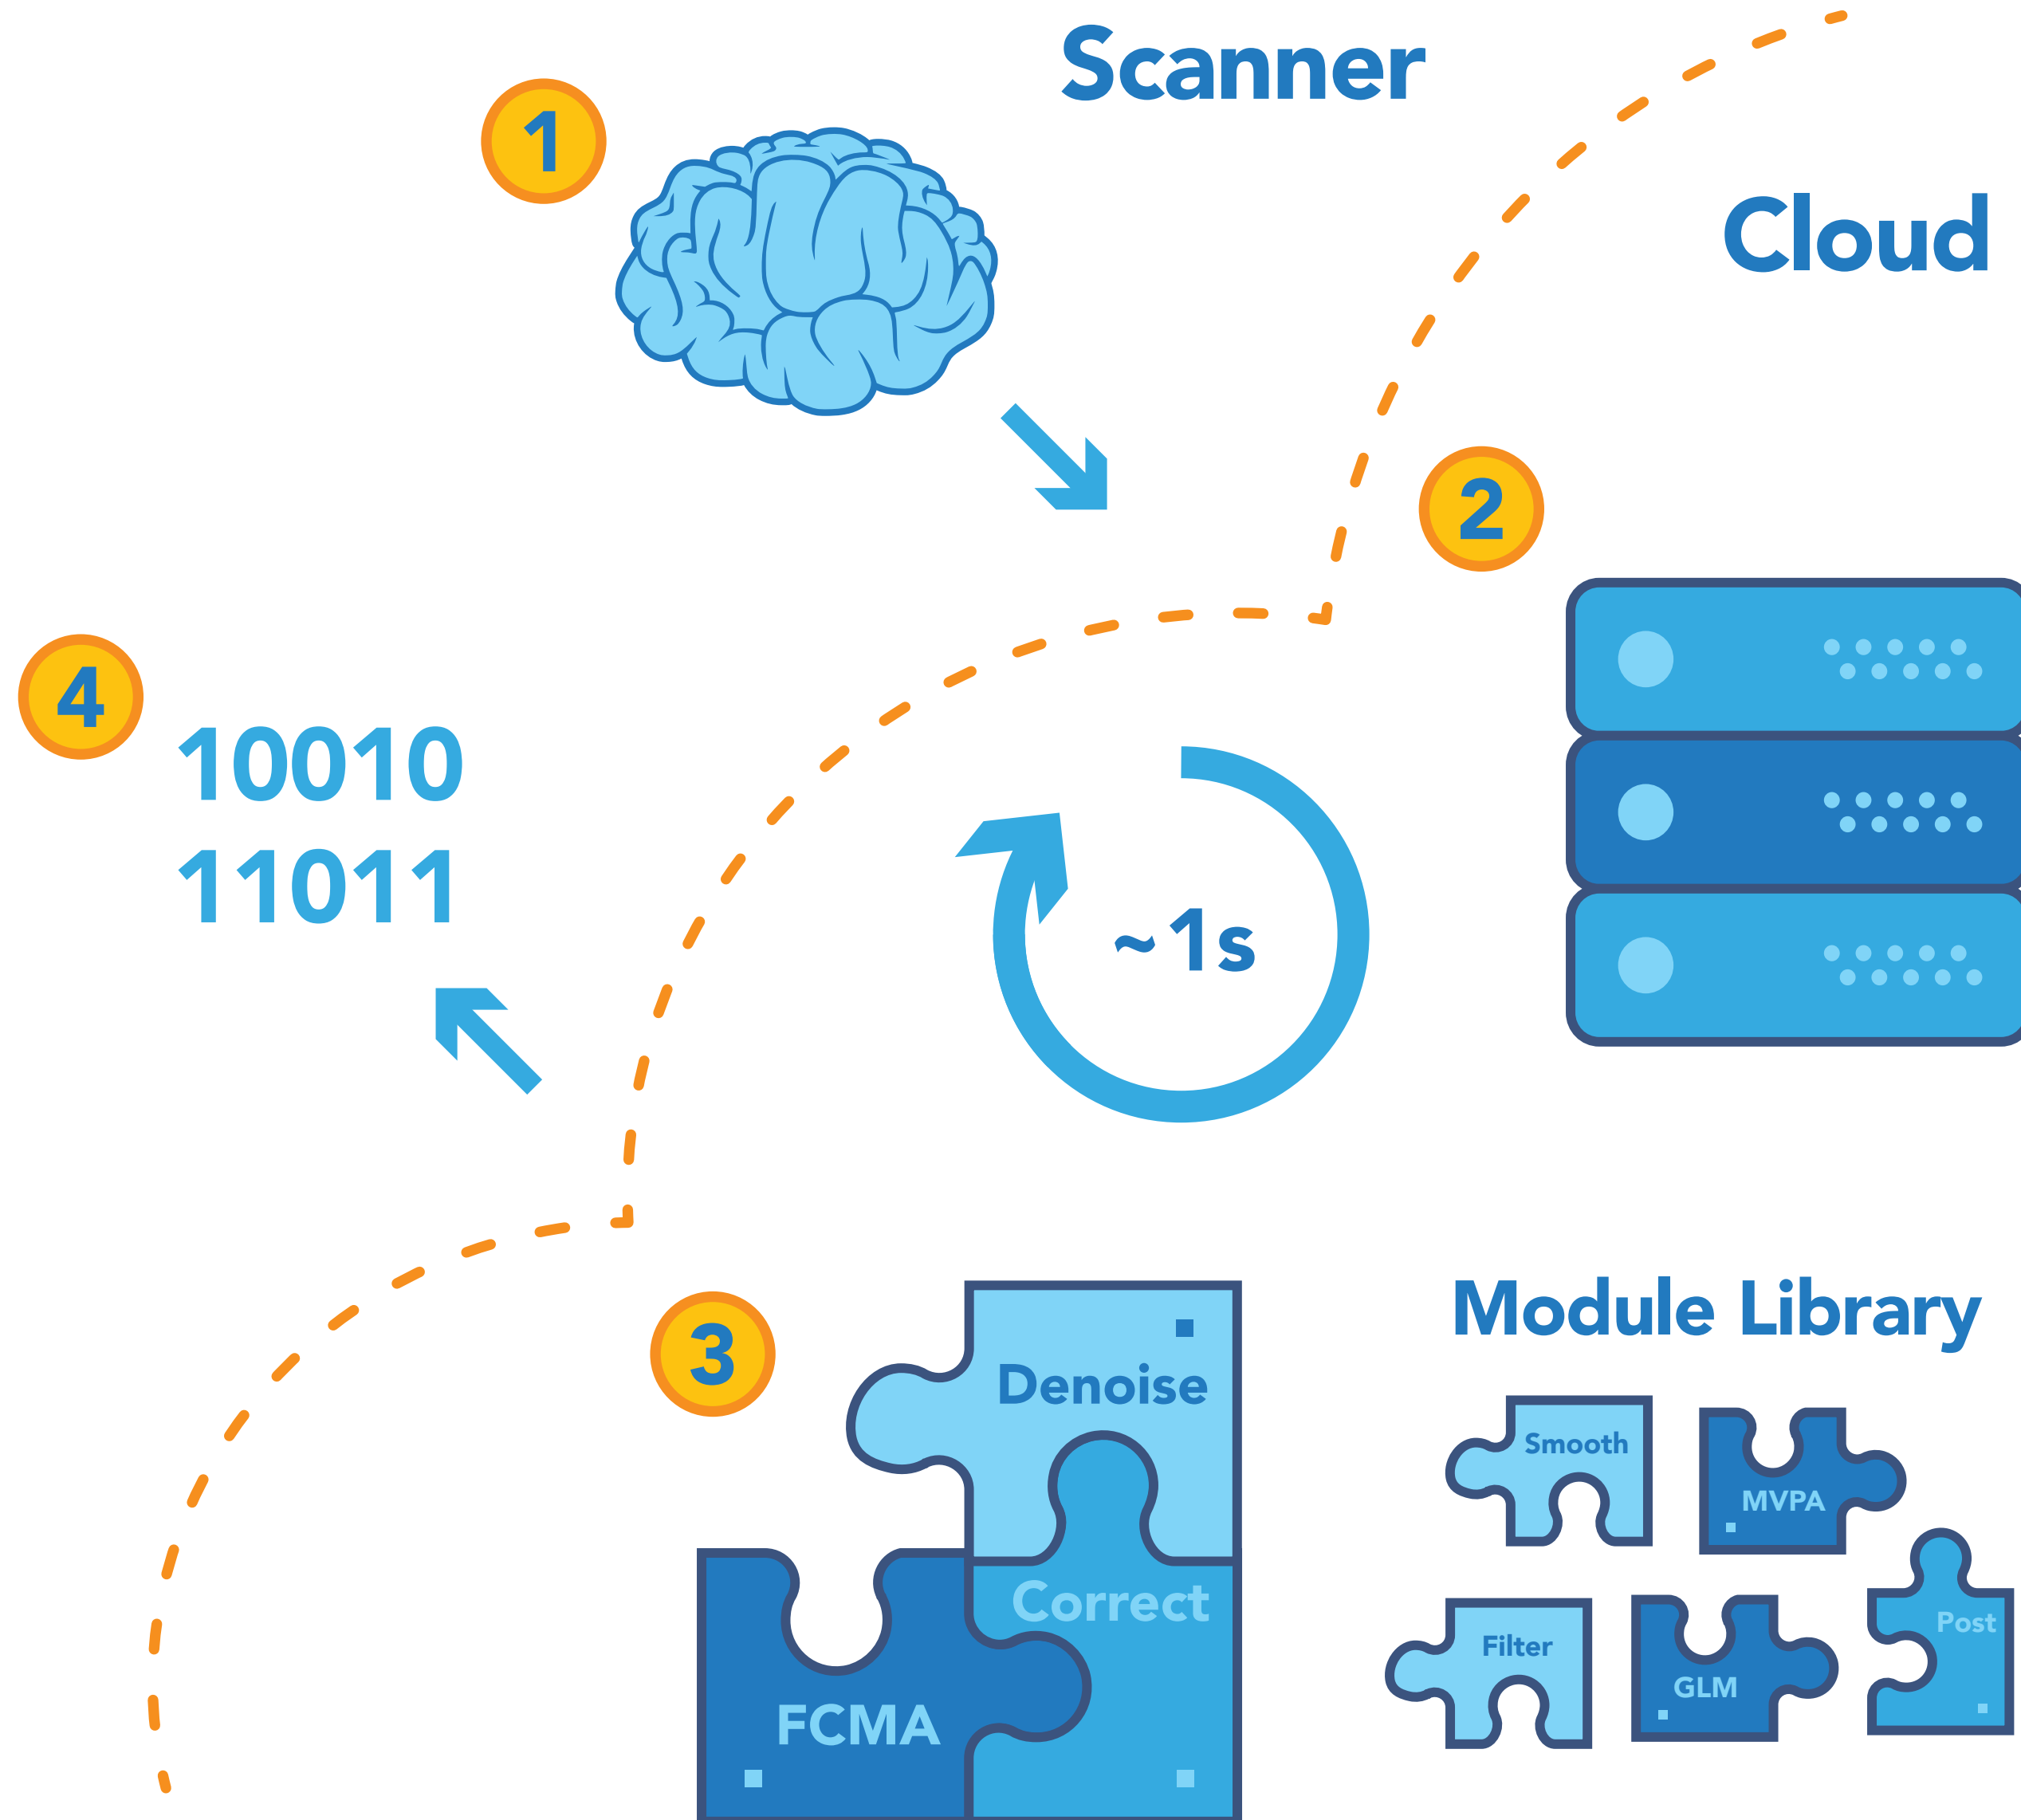 Scanner
1
Cloud
2
4
10010
11011
~1s
3
Denoise
Correct
FCMA
Module Library
Smooth
MVPA
Filter
GLM
Post